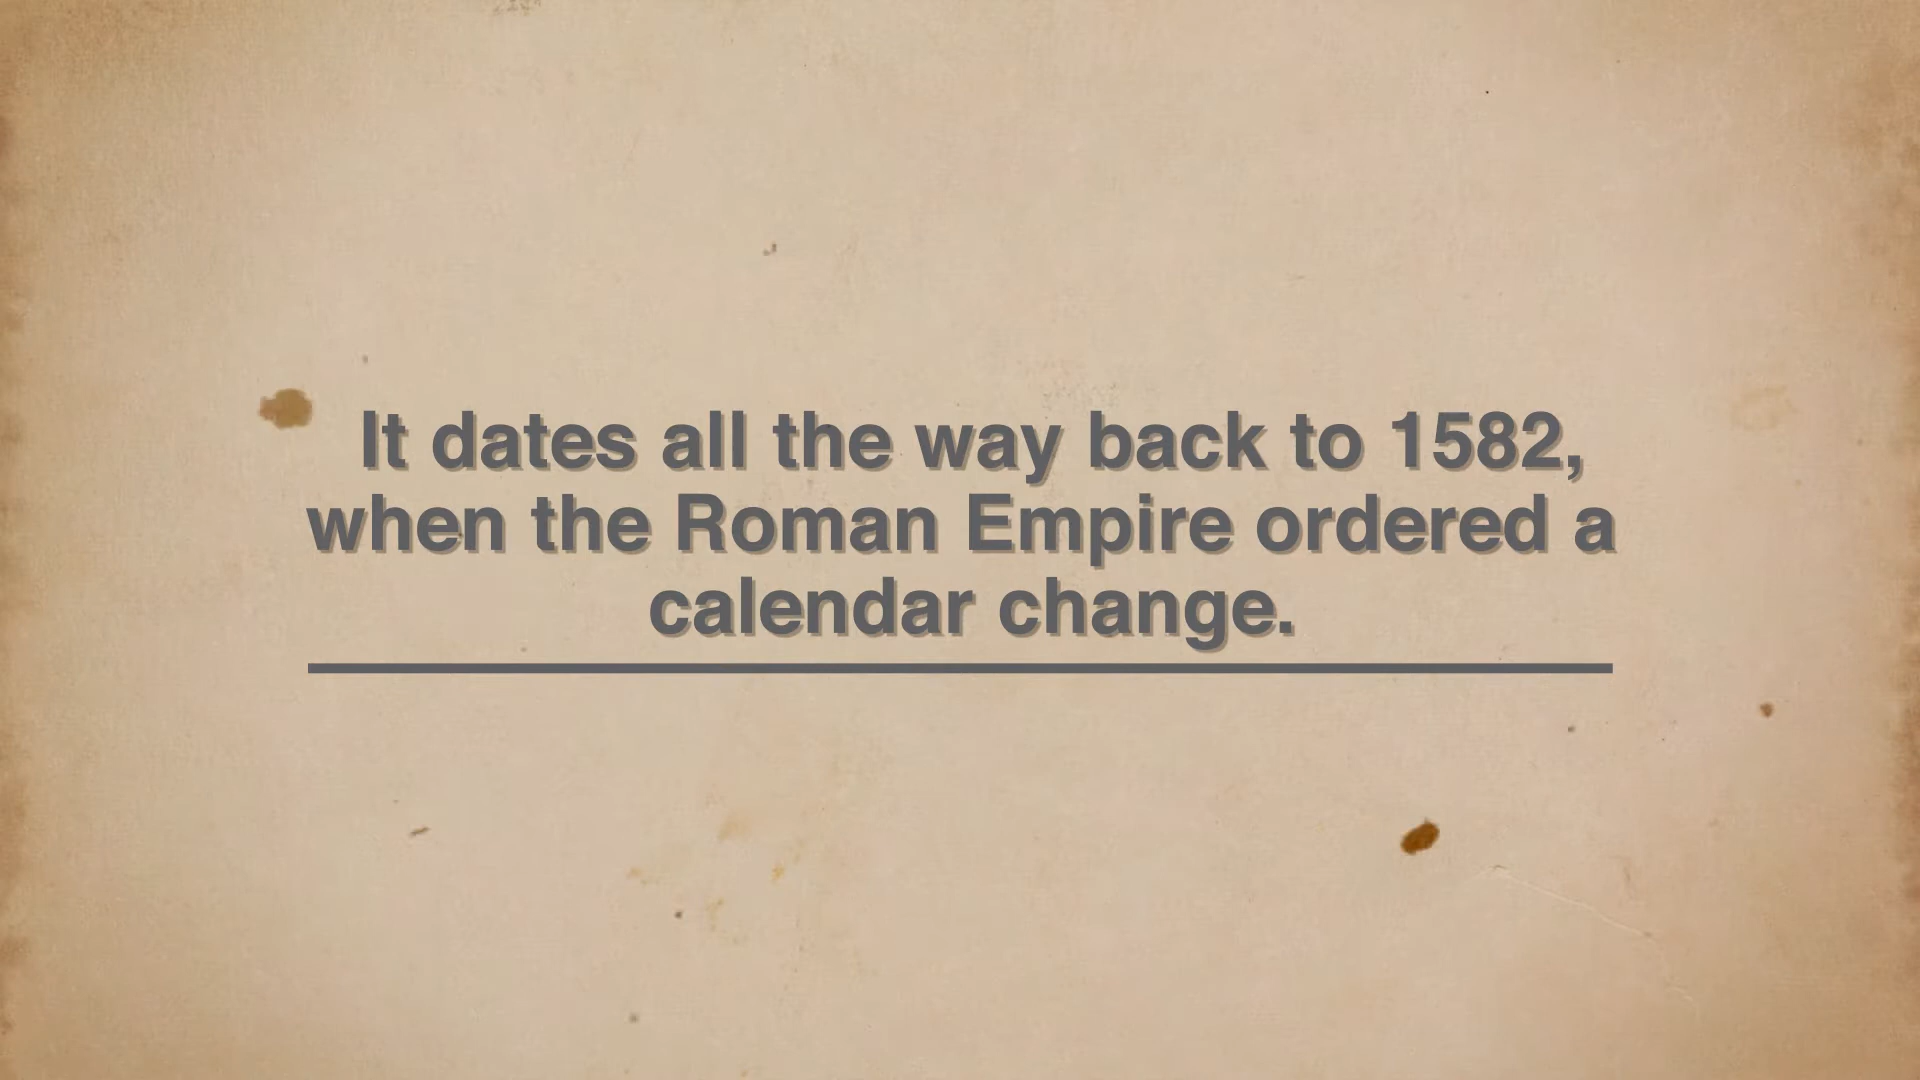 It dates all the way back to 1582,
when the Roman Empire ordered a
calendar change.